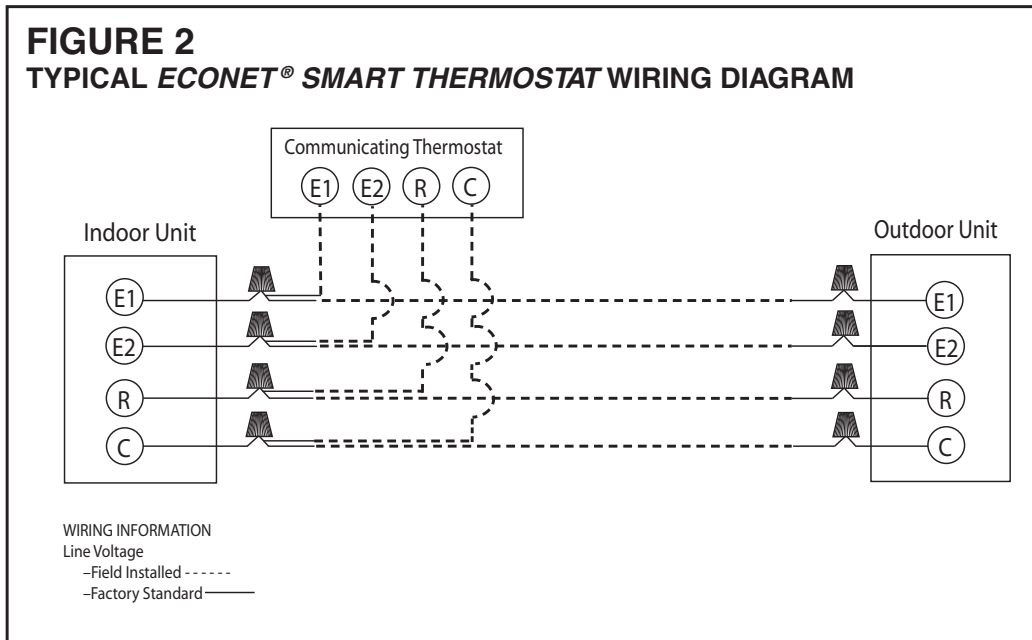 FIGURE 2
TYPICAL ECONET® SMART THERMOSTAT WIRING DIAGRAM
Communicating Thermostat
E1 E2 R C
Indoor Unit
Outdoor Unit
E1
E1
E2
E2
R
R
C
C
WIRING INFORMATION
Line Voltage
–Field Installed
–Factory Standard